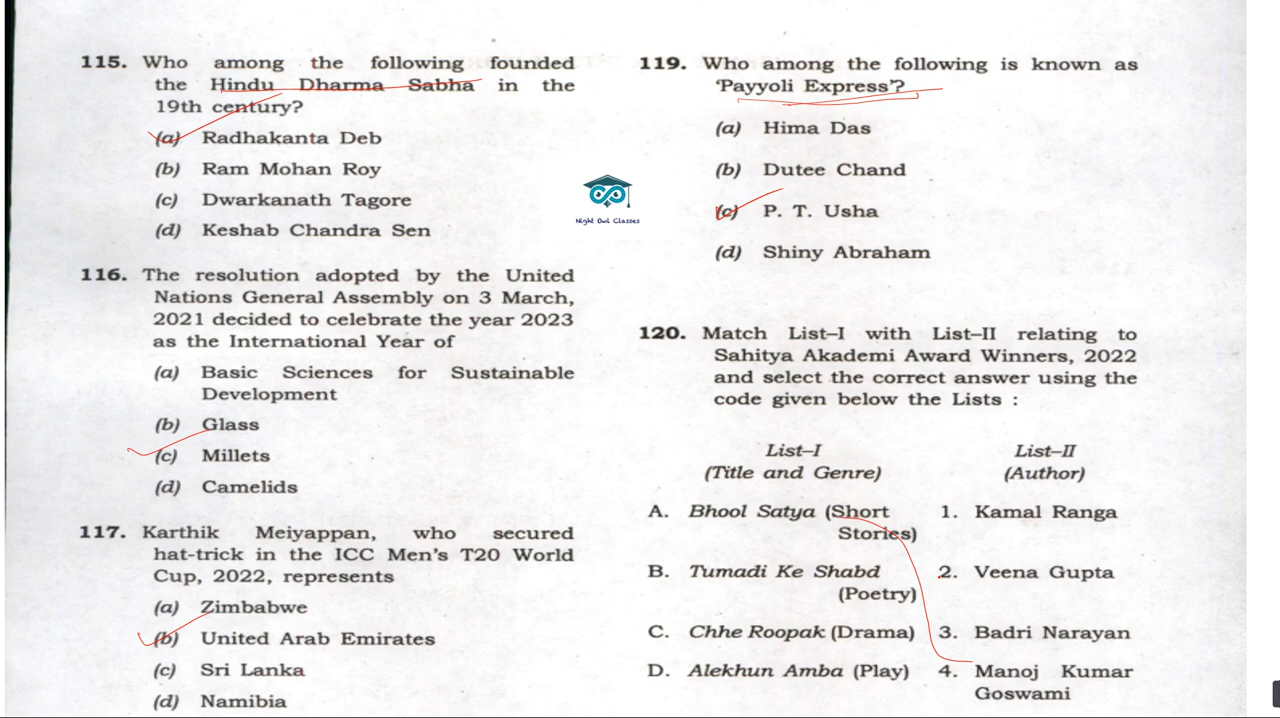 115. Who among the following founded
the Hindu Dharma Sabha in the
19th century?
(a) Radhakanta Deb
(b) Ram Mohan Roy
(c) Dwarkanath Tagore
(d) Keshab Chandra Sen
116. The resolution adopted by the United
Nations General Assembly on 3 March,
2021 decided to celebrate the year 2023
as the International Year of
(a) Basic Sciences for Sustainable
Development
(b) Glass
(c) Millets
(d) Camelids
117. Karthik Meiyappan, who secured
hat-trick in the ICC Men's T20 World
Cup, 2022, represents
(a) Zimbabwe
(b) United Arab Emirates
(c) Sri Lanka
(d) Namibia
Night Owl Classes
119. Who among the following is known as
'Payyoli Express'?
(a) Hima Das
(b) Dutee Chand
(c) P. T. Usha
(d) Shiny Abraham
120. Match List–I with List–II relating to
Sahitya Akademi Award Winners, 2022
and select the correct answer using the
code given below the Lists :
List–I List–II
(Title and Genre) (Author)
A. Bhool Satya (Short 1. Kamal Ranga
Stories)
B. Tumadi Ke Shabd 2. Veena Gupta
(Poetry)
C. Chhe Roopak (Drama) 3. Badri Narayan
D. Alekhun Amba (Play) 4. Manoj Kumar
Goswami